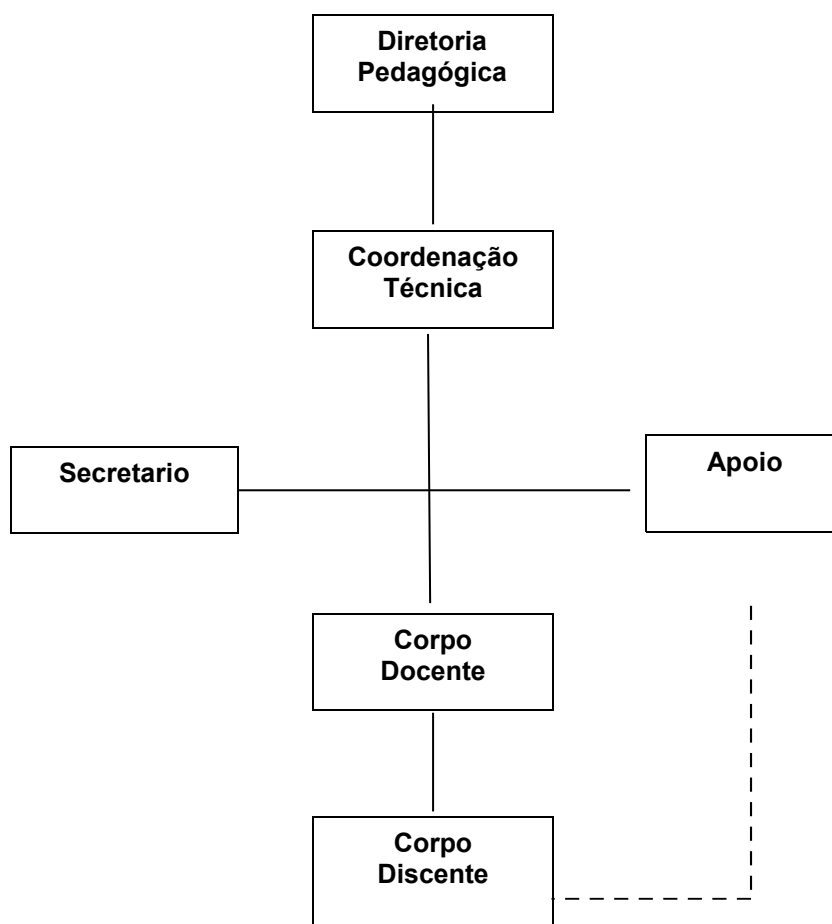 Diretoria
Pedagógica
Coordenação
Técnica
Secretario
Apoio
Corpo
Docente
Corpo
Discente